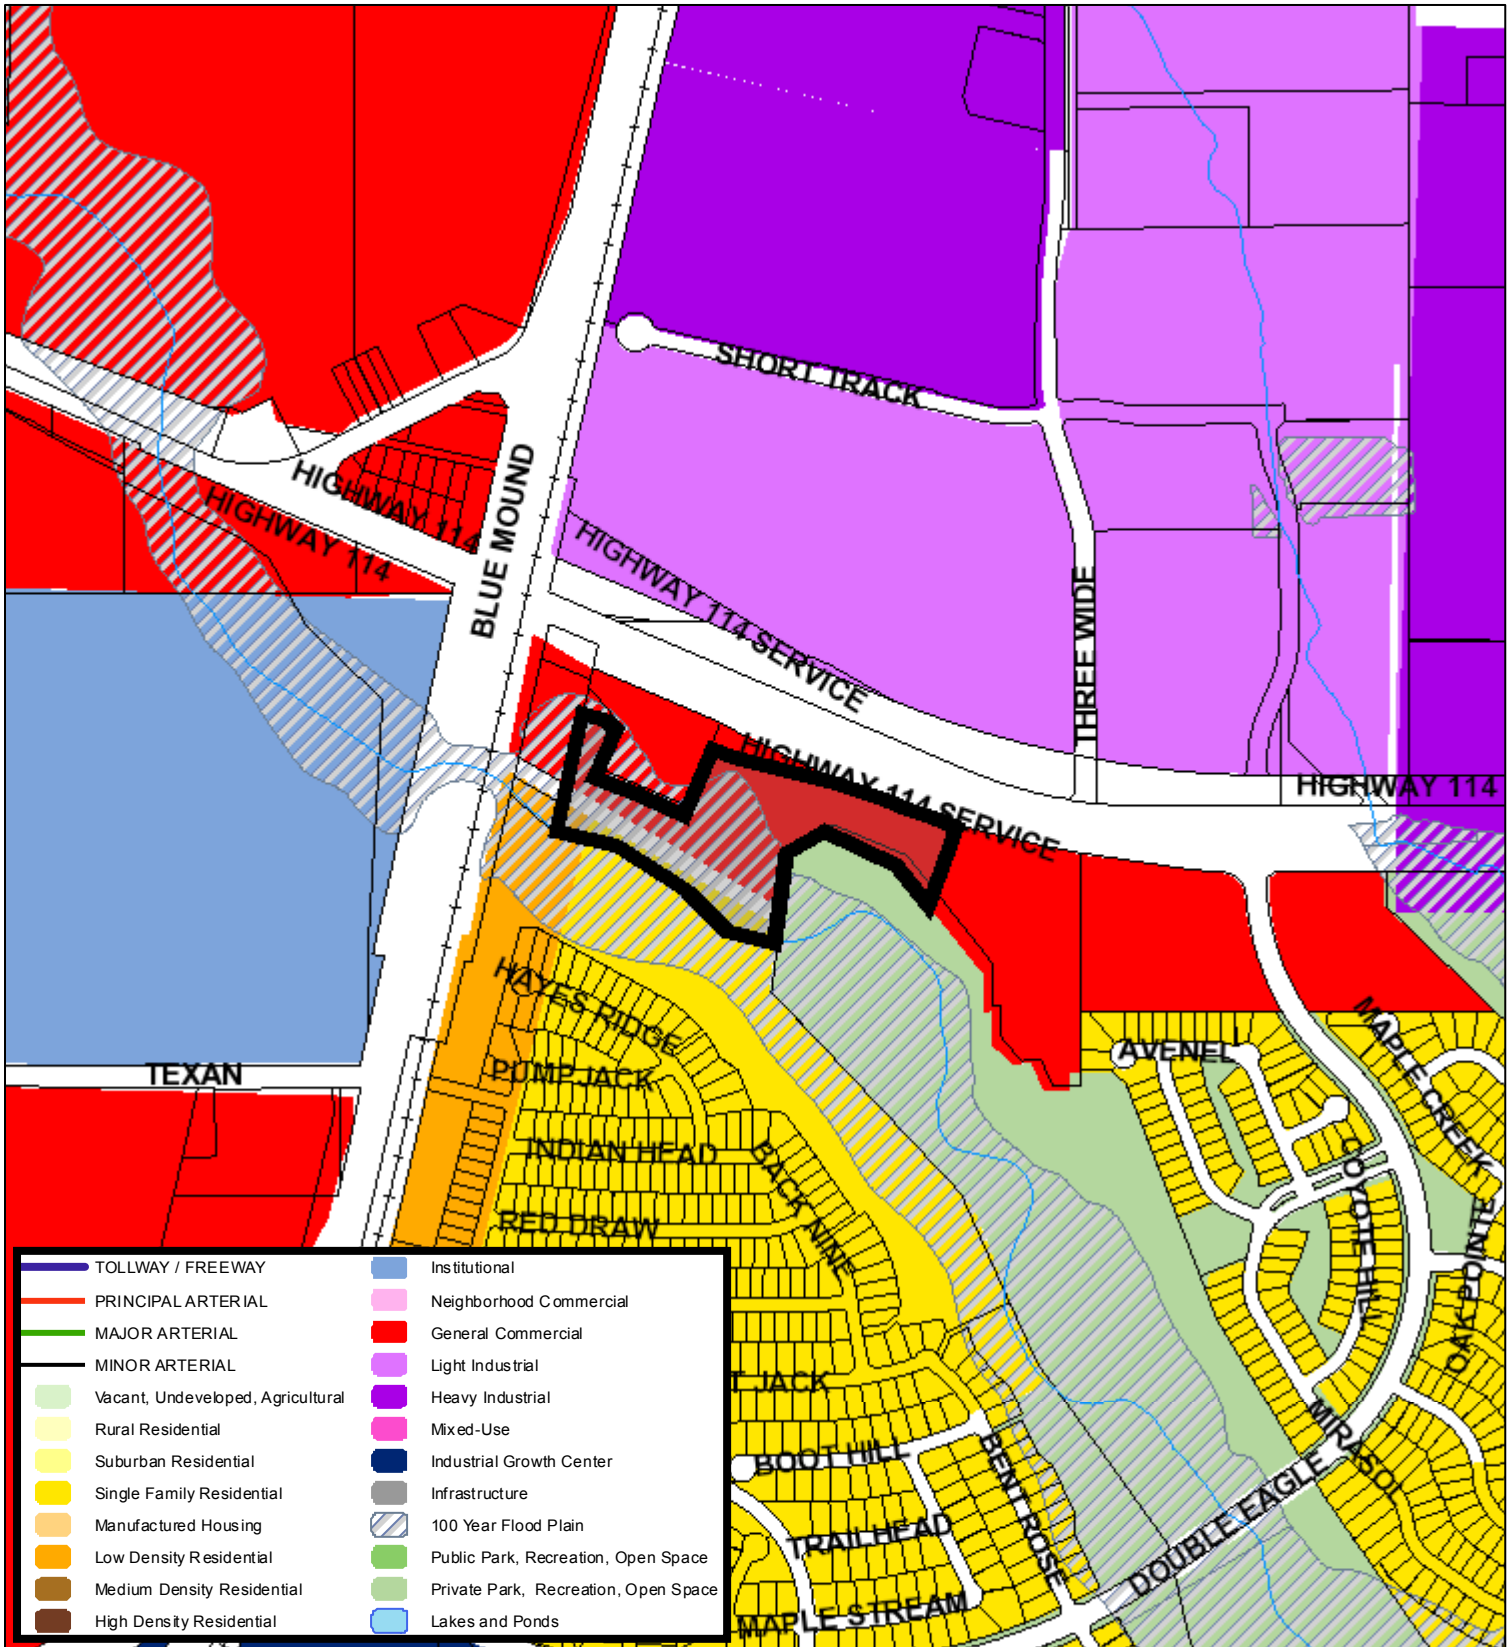 SHORT TRACK
HIGHWAY 114
HIGHWAY 114
BLUE MOUND
HIGHWAY 114 SERVICE
THREE WIDE
HIGHWAY 114 SERVICE
HIGHWAY 114
HAYES RIDGE
PUMPJACK
TEXAN
INDIAN HEAD
BACK NINE
RED DRAW
AVENEL
MAPLE CREEK
COYOTE HILL
OAK POINTE
T JACK
BOOT HILL
BENT ROSE
MIRASOL
TRAILHEAD
DOUBLE EAGLE
MAPLE STREAM
TOLLWAY / FREEWAY
PRINCIPAL ARTERIAL
MAJOR ARTERIAL
MINOR ARTERIAL
Vacant, Undeveloped, Agricultural
Rural Residential
Suburban Residential
Single Family Residential
Manufactured Housing
Low Density Residential
Medium Density Residential
High Density Residential
Institutional
Neighborhood Commercial
General Commercial
Light Industrial
Heavy Industrial
Mixed-Use
Industrial Growth Center
Infrastructure
100 Year Flood Plain
Public Park, Recreation, Open Space
Private Park, Recreation, Open Space
Lakes and Ponds